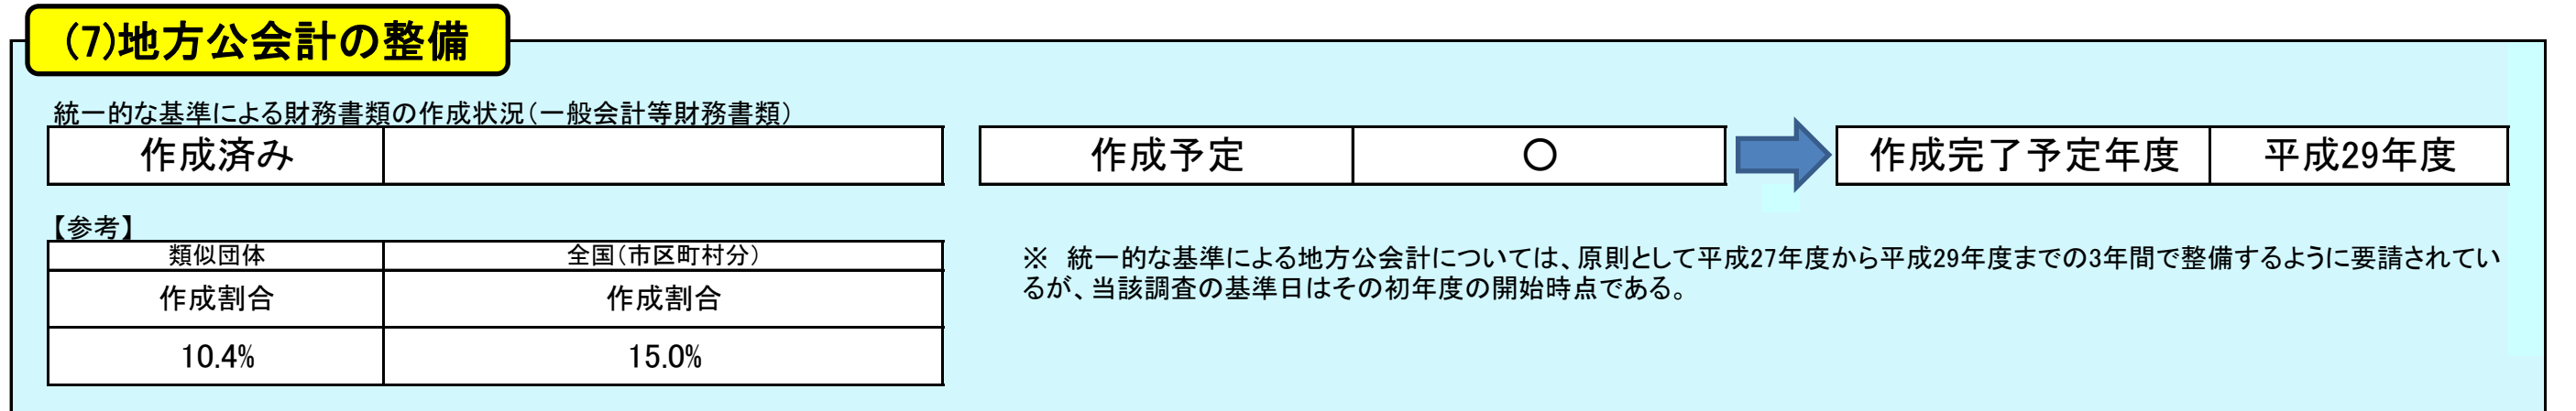 (7)地方公会計の整備
統一的な基準による財務書類の作成状況(一般会計等財務書類)
作成済み
作成予定 ○ 作成完了予定年度 平成29年度
【参考】
類似団体 全国(市区町村分)
作成割合 作成割合
10.4% 15.0%
※ 統一的な基準による地方公会計については、原則として平成27年度から平成29年度までの3年間で整備するように要請されてい
るが、当該調査の基準日はその初年度の開始時点である。